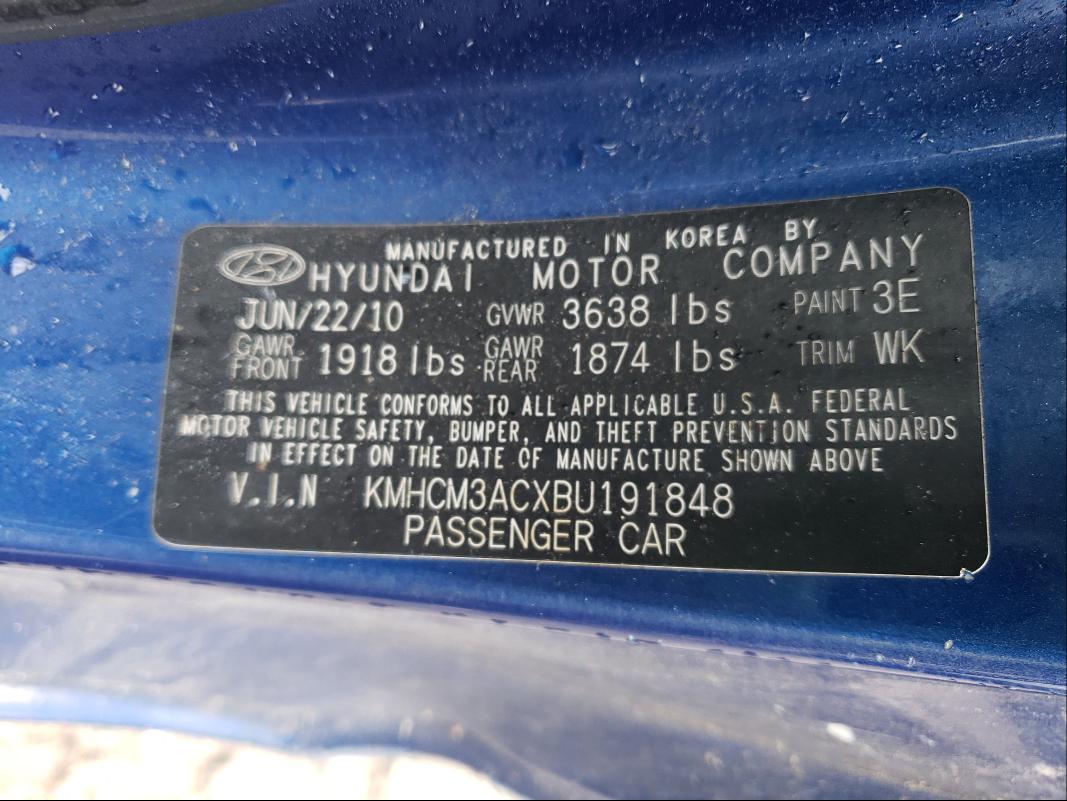 MANUFACTURED IN KOREA BY
HYUNDAI MOTOR COMPANY
JUN/22/10 GVWR 3638 lbs PAINT 3E
GAWR FRONT 1918 lbs GAWR REAR 1874 lbs TRIM WK
THIS VEHICLE CONFORMS TO ALL APPLICABLE U.S.A. FEDERAL
MOTOR VEHICLE SAFETY, BUMPER, AND THEFT PREVENTION STANDARDS
IN EFFECT ON THE DATE OF MANUFACTURE SHOWN ABOVE
V.I.N KMHCM3ACXBU191848
PASSENGER CAR